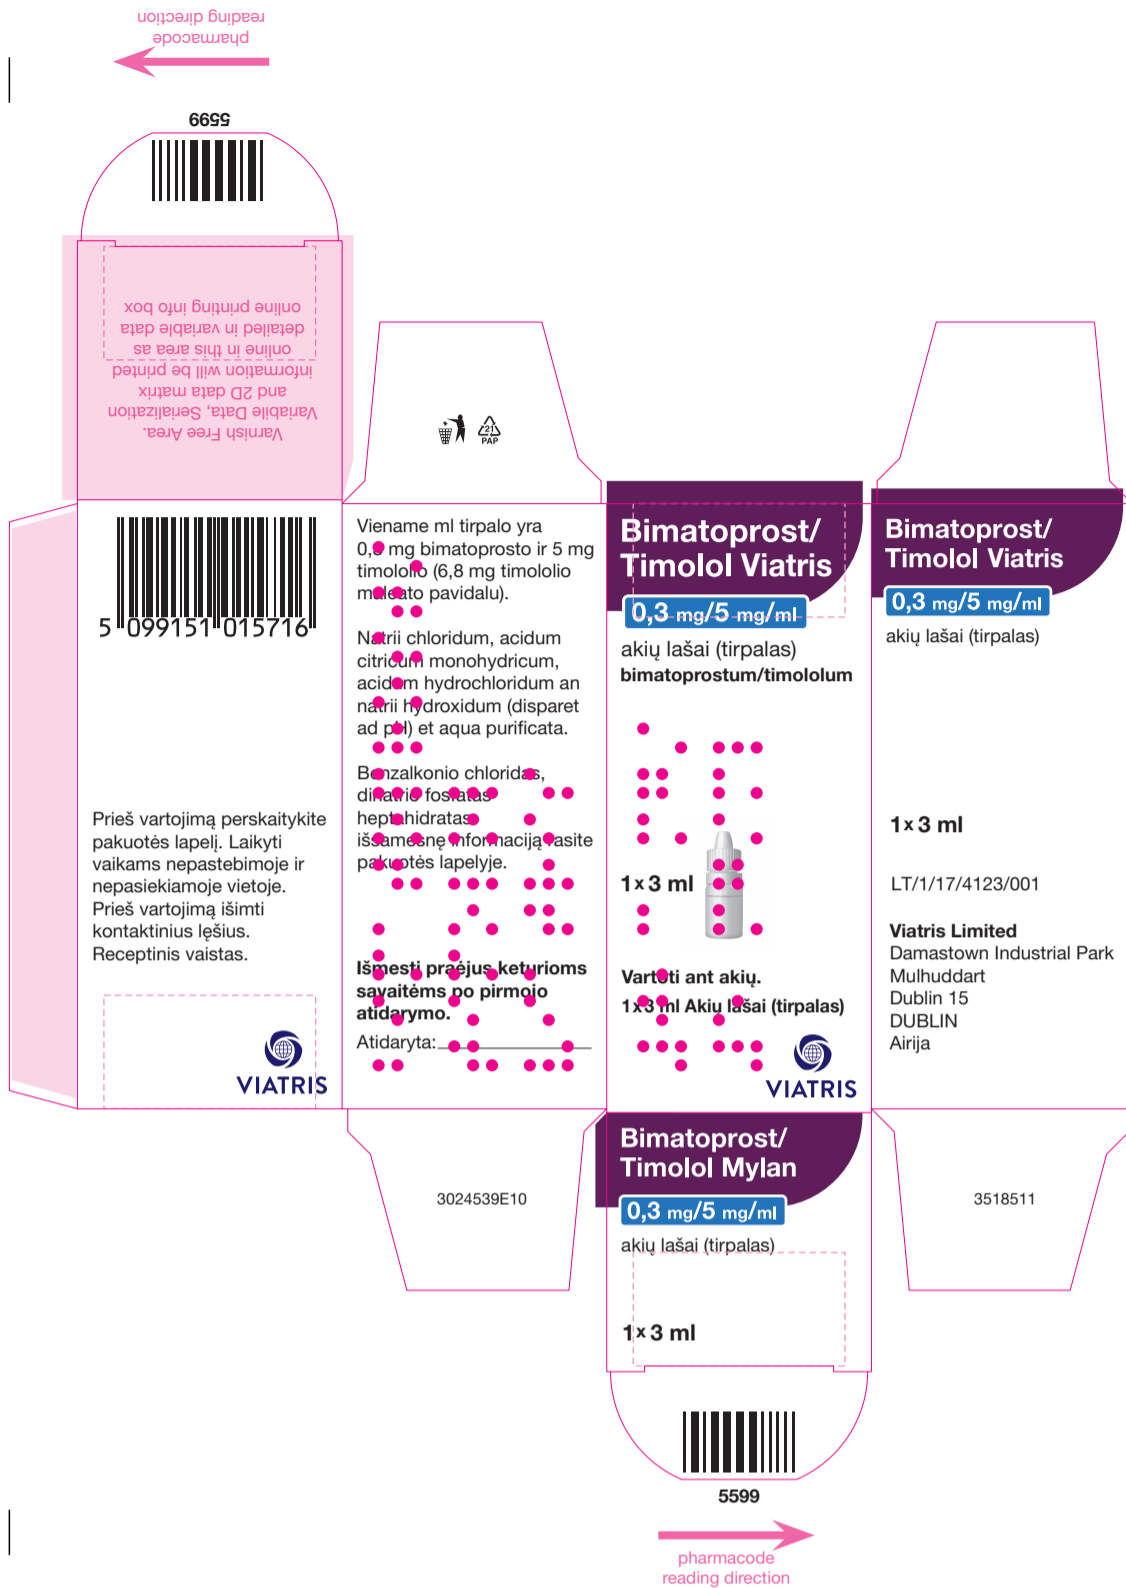 pharmacode
reading direction
5599
Varnish Free Area.
Variabile Data, Serialization
and 2D data matrix
information will be printed
online in this area as
detailed in variable data
online printing info box
21
PAP
5 099151 015716
Prieš vartojimą perskaitykite
pakuotės lapelį. Laikyti
vaikams nepastebimoje ir
nepasiekiamoje vietoje.
Prieš vartojimą išimti
kontaktinius lęšius.
Receptinis vaistas.
VIATRIS
Viename ml tirpalo yra
0,3 mg bimatoprosto ir 5 mg
timololio (6,8 mg timololio
maleato pavidalu).
Natrii chloridum, acidum
citricum monohydricum,
acidum hydrochloridum an
natrii hydroxidum (disparet
ad pH) et aqua purificata.
Benzalkonio chloridas,
dinatrio fosfatas
heptahidratas
išsamesnę informaciją rasite
pakuotės lapelyje.
Išmesti praėjus keturioms
savaitėms po pirmojo
atidarymo.
Atidaryta:
Bimatoprost/
Timolol Viatris
0,3 mg/5 mg/ml
akių lašai (tirpalas)
bimatoprostum/timololum
1 x 3 ml
Vartoti ant akių.
1 x 3 ml Akių lašai (tirpalas)
VIATRIS
Bimatoprost/
Timolol Viatris
0,3 mg/5 mg/ml
akių lašai (tirpalas)
1 x 3 ml
LT/1/17/4123/001
Viatris Limited
Damastown Industrial Park
Mulhuddart
Dublin 15
DUBLIN
Airija
3024539E10
Bimatoprost/
Timolol Mylan
0,3 mg/5 mg/ml
akių lašai (tirpalas)
1 x 3 ml
3518511
5599
pharmacode
reading direction